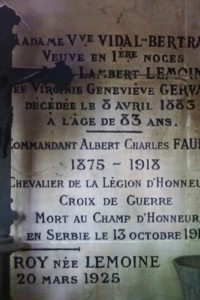 ADAME VVE VIDAL-BERTRA
VEUVE EN 1ÈRE NOCES
LAMBERT LEMOIN
ÉE VIRGINIE GENEVIÈVE GERVA
DÉCÉDÉE LE 8 AVRIL 1883
À L'ÂGE DE 83 ANS.
COMMANDANT ALBERT CHARLES FAU
1875 - 1918
CHEVALIER DE LA LÉGION D'HONNEU
CROIX DE GUERRE
MORT AU CHAMP D'HONNEUR
EN SERBIE LE 13 OCTOBRE 191
ROY NÉE LEMOINE
20 MARS 1925